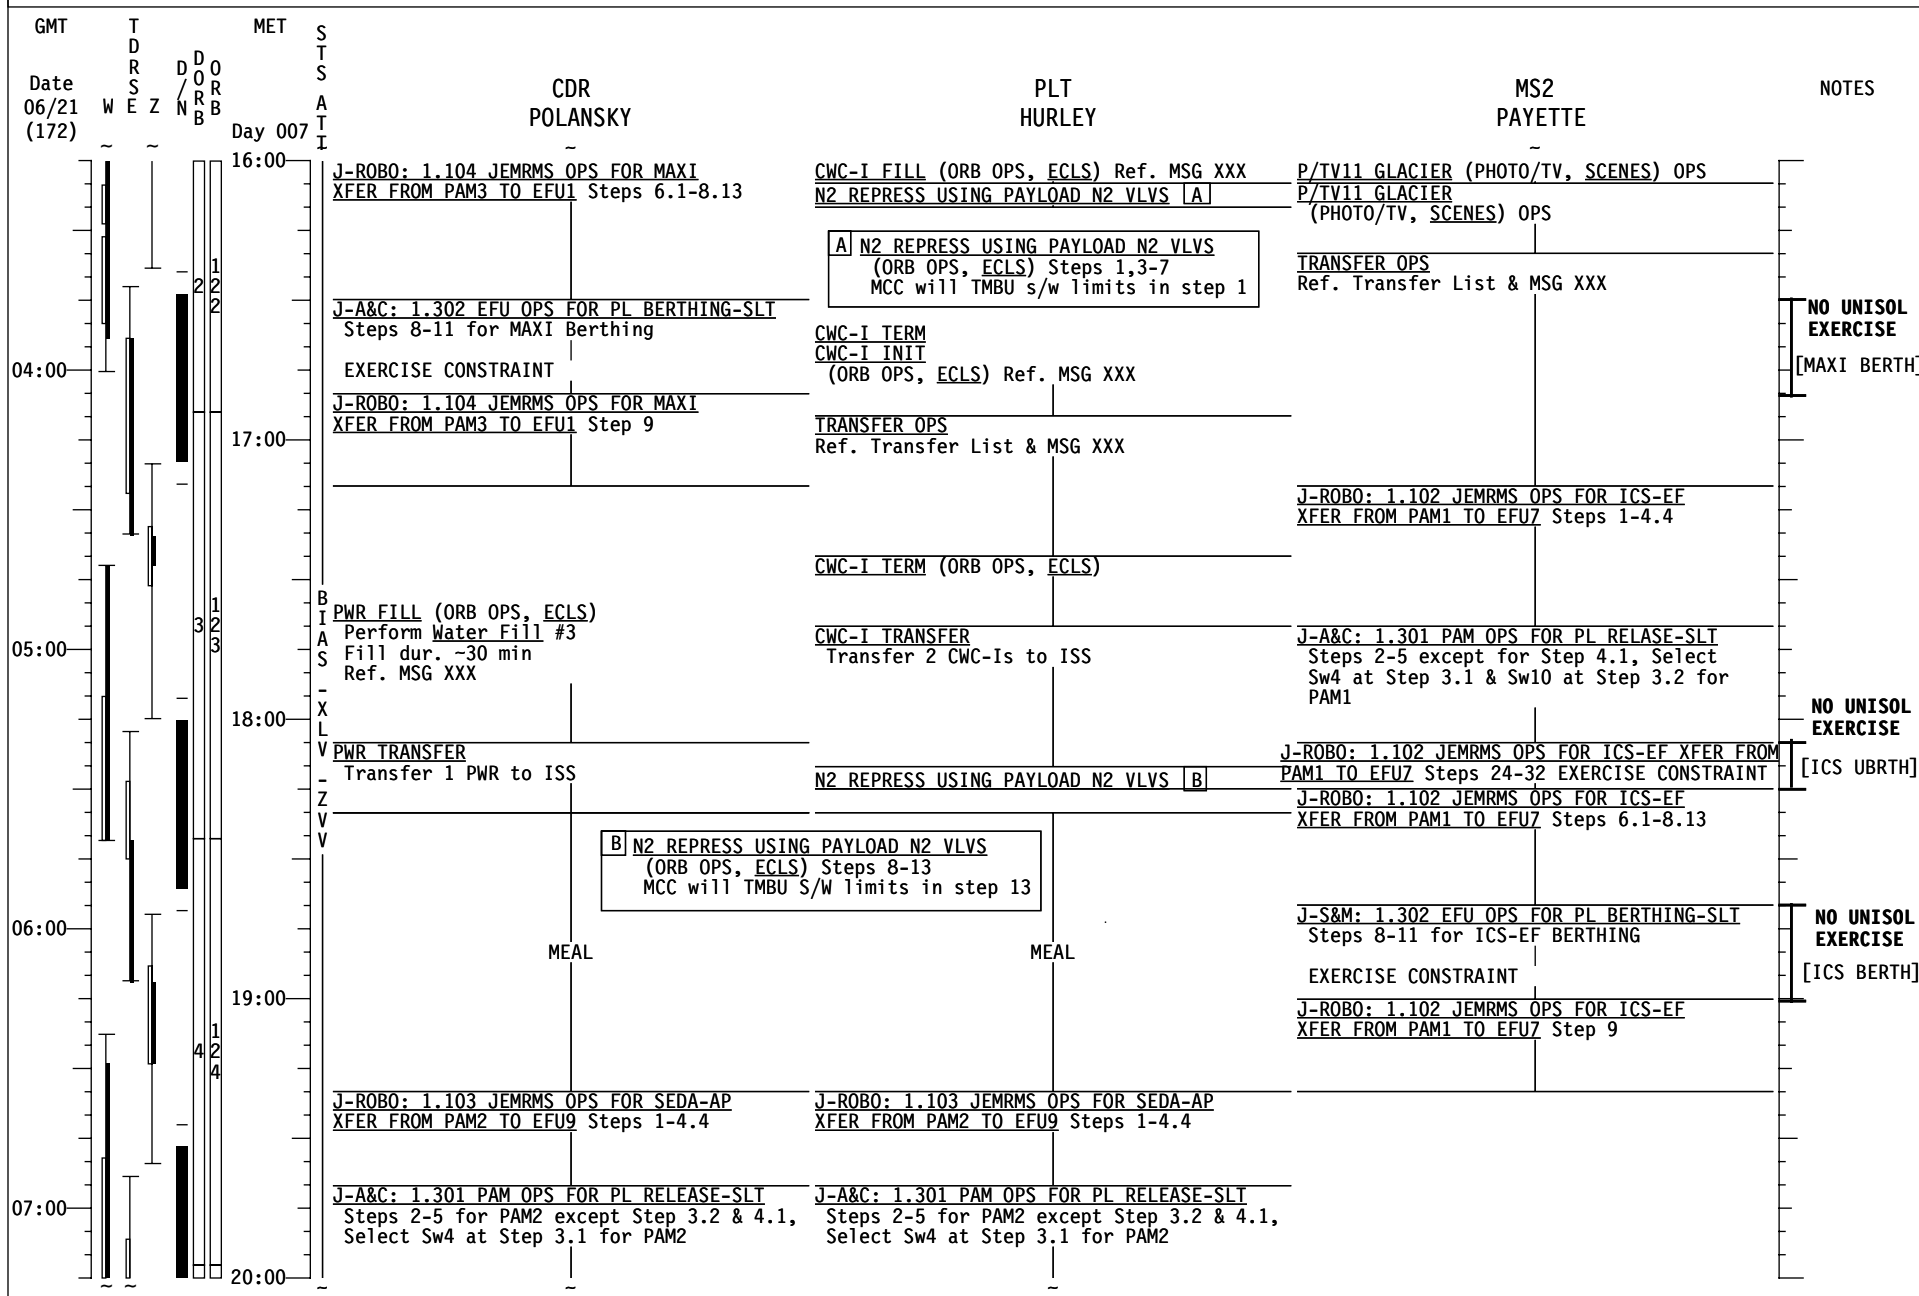 GMT
TDRS
MET
STS ATT
D/N
DORB
ORB
Date
06/21
(172)
W E Z
Day 007
CDR
POLANSKY
PLT
HURLEY
MS2
PAYETTE
NOTES
16:00
17:00
18:00
19:00
20:00
04:00
05:00
06:00
07:00
2
3
4
122
123
124
BIAS -XLV -ZVV
J-ROBO: 1.104 JEMRMS OPS FOR MAXI
XFER FROM PAM3 TO EFU1 Steps 6.1-8.13
J-A&C: 1.302 EFU OPS FOR PL BERTHING-SLT
Steps 8-11 for MAXI Berthing
EXERCISE CONSTRAINT
J-ROBO: 1.104 JEMRMS OPS FOR MAXI
XFER FROM PAM3 TO EFU1 Step 9
PWR FILL (ORB OPS, ECLS)
Perform Water Fill #3
Fill dur. ~30 min
Ref. MSG XXX
PWR TRANSFER
Transfer 1 PWR to ISS
MEAL
J-ROBO: 1.103 JEMRMS OPS FOR SEDA-AP
XFER FROM PAM2 TO EFU9 Steps 1-4.4
J-A&C: 1.301 PAM OPS FOR PL RELEASE-SLT
Steps 2-5 for PAM2 except Step 3.2 & 4.1,
Select Sw4 at Step 3.1 for PAM2
CWC-I FILL (ORB OPS, ECLS) Ref. MSG XXX
N2 REPRESS USING PAYLOAD N2 VLVS A
A N2 REPRESS USING PAYLOAD N2 VLVS
(ORB OPS, ECLS) Steps 1,3-7
MCC will TMBU s/w limits in step 1
CWC-I TERM
CWC-I INIT
(ORB OPS, ECLS) Ref. MSG XXX
TRANSFER OPS
Ref. Transfer List & MSG XXX
CWC-I TERM (ORB OPS, ECLS)
CWC-I TRANSFER
Transfer 2 CWC-Is to ISS
N2 REPRESS USING PAYLOAD N2 VLVS B
B N2 REPRESS USING PAYLOAD N2 VLVS
(ORB OPS, ECLS) Steps 8-13
MCC will TMBU S/W limits in step 13
MEAL
J-ROBO: 1.103 JEMRMS OPS FOR SEDA-AP
XFER FROM PAM2 TO EFU9 Steps 1-4.4
J-A&C: 1.301 PAM OPS FOR PL RELEASE-SLT
Steps 2-5 for PAM2 except Step 3.2 & 4.1,
Select Sw4 at Step 3.1 for PAM2
P/TV11 GLACIER (PHOTO/TV, SCENES) OPS
P/TV11 GLACIER
(PHOTO/TV, SCENES) OPS
TRANSFER OPS
Ref. Transfer List & MSG XXX
J-ROBO: 1.102 JEMRMS OPS FOR ICS-EF
XFER FROM PAM1 TO EFU7 Steps 1-4.4
J-A&C: 1.301 PAM OPS FOR PL RELASE-SLT
Steps 2-5 except for Step 4.1, Select
Sw4 at Step 3.1 & Sw10 at Step 3.2 for
PAM1
J-ROBO: 1.102 JEMRMS OPS FOR ICS-EF XFER FROM
PAM1 TO EFU7 Steps 24-32 EXERCISE CONSTRAINT
J-ROBO: 1.102 JEMRMS OPS FOR ICS-EF
XFER FROM PAM1 TO EFU7 Steps 6.1-8.13
J-S&M: 1.302 EFU OPS FOR PL BERTHING-SLT
Steps 8-11 for ICS-EF BERTHING
EXERCISE CONSTRAINT
J-ROBO: 1.102 JEMRMS OPS FOR ICS-EF
XFER FROM PAM1 TO EFU7 Step 9
NO UNISOL
EXERCISE
[MAXI BERTH]
NO UNISOL
EXERCISE
[ICS UBRTH]
NO UNISOL
EXERCISE
[ICS BERTH]